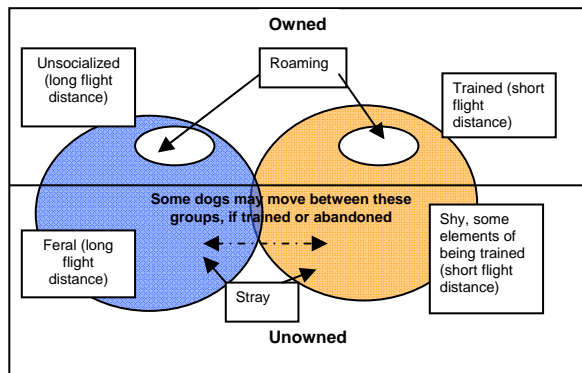 Owned
Unsocialized
(long flight
distance)
Roaming
Trained (short
flight
distance)
Some dogs may move between these
groups, if trained or abandoned
Feral (long
flight
distance)
Shy, some
elements of
being trained
(short flight
distance)
Stray
Unowned